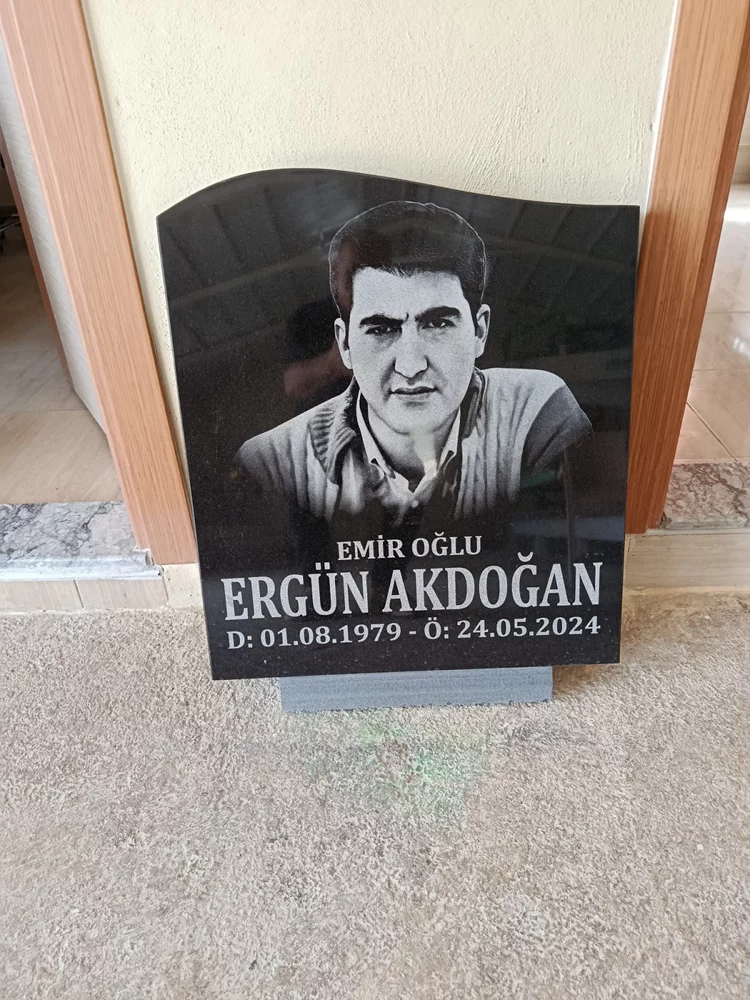 EMİR OĞLU
ERGÜN AKDOĞAN
D: 01.08.1979 - Ö: 24.05.2024